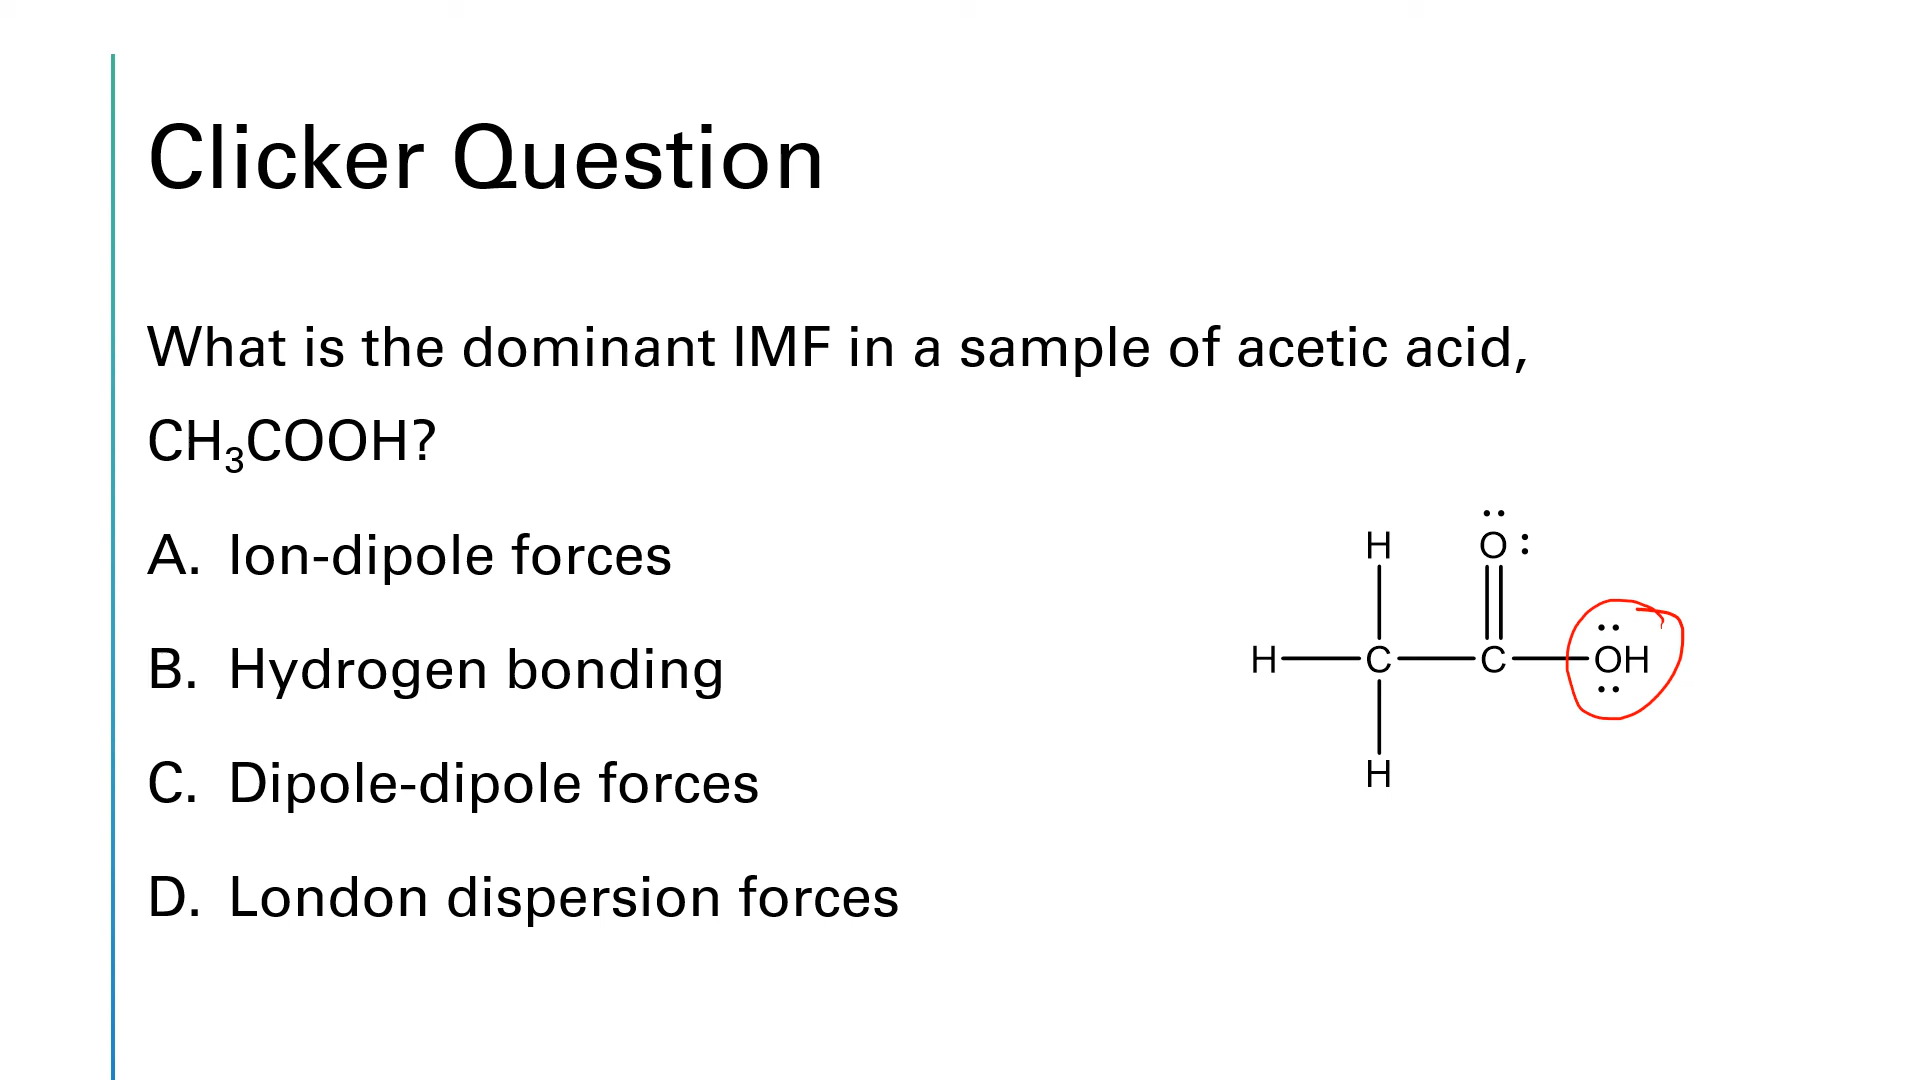 Clicker Question
What is the dominant IMF in a sample of acetic acid,
CH₃COOH?
A. Ion-dipole forces
B. Hydrogen bonding
C. Dipole-dipole forces
D. London dispersion forces
H O
H C C OH
H